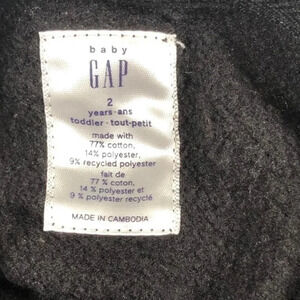 baby
GAP
2
years·ans
toddler·tout-petit
made with
77% cotton,
14% polyester,
9% recycled polyester
fait de
77 % coton,
14 % polyester et
9 % polyester recyclé
MADE IN CAMBODIA